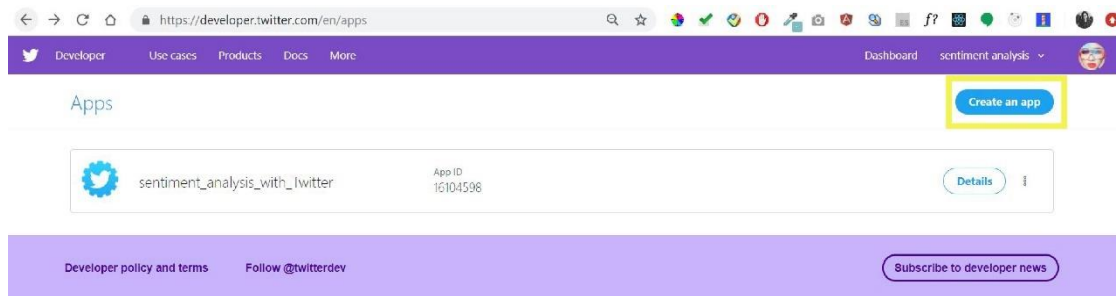 https://developer.twitter.com/en/apps
f?
Developer Use cases Products Docs More Dashboard sentiment analysis
Apps Create an app
sentiment_analysis_with_Twitter
App ID
16104598
Details
Developer policy and terms Follow @twitterdev Subscribe to developer news